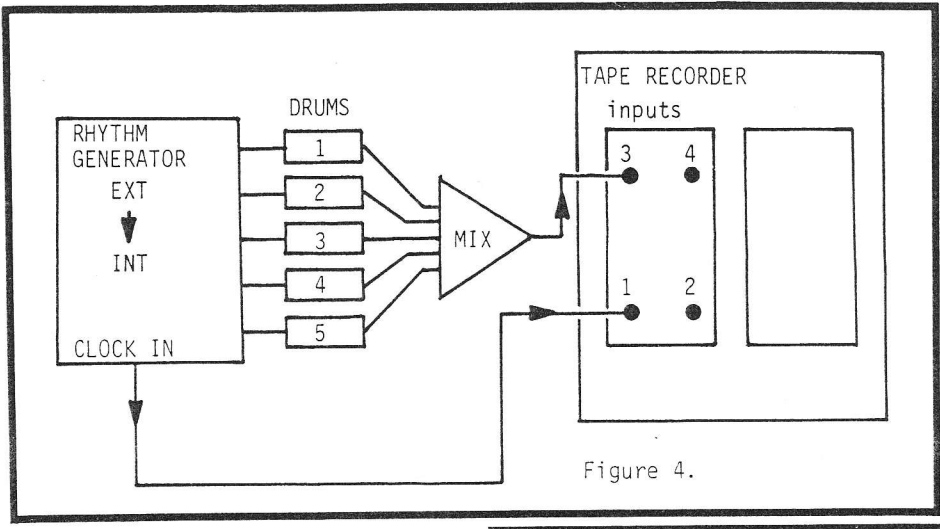 TAPE RECORDER
inputs
DRUMS
RHYTHM
GENERATOR
EXT
INT
CLOCK IN
1
2
3
4
5
MIX
3 4
1 2
Figure 4.